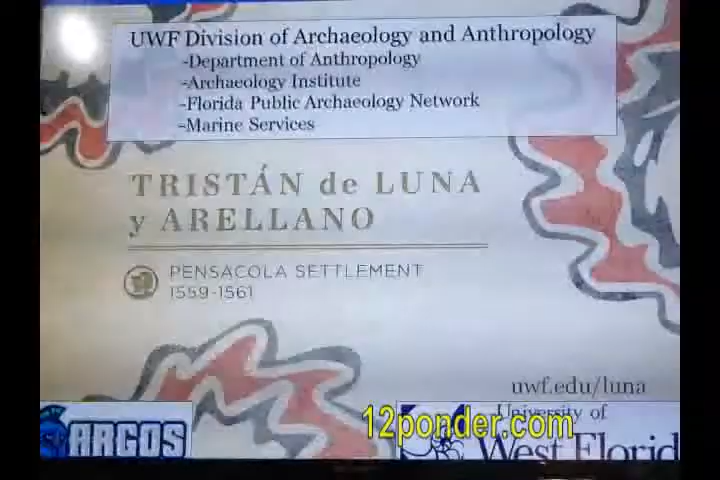 UWF Division of Archaeology and Anthropology
-Department of Anthropology
-Archaeology Institute
-Florida Public Archaeology Network
-Marine Services
TRISTÁN de LUNA
y ARELLANO
PENSACOLA SETTLEMENT
1559-1561
uwf.edu/luna
ARGOS
12ponder.com
University of
West Florid